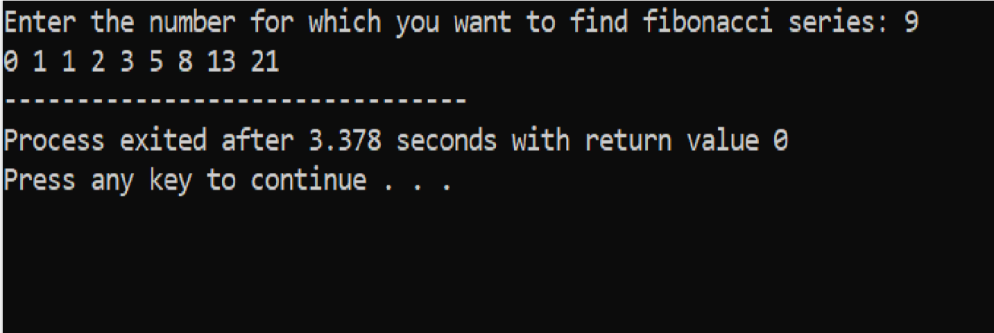 Enter the number for which you want to find fibonacci series: 9
0 1 1 2 3 5 8 13 21
--------------------------------
Process exited after 3.378 seconds with return value 0
Press any key to continue . . .